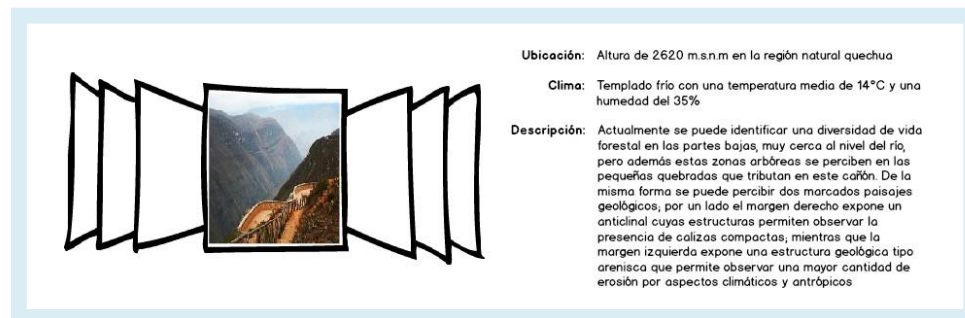 Ubicación: Altura de 2620 m.s.n.m en la región natural quechua
Clima: Templado frío con una temperatura media de 14°C y una
humedad del 35%
Descripción: Actualmente se puede identificar una diversidad de vida
forestal en las partes bajas, muy cerca al nivel del río,
pero además estas zonas arbóreas se perciben en las
pequeñas quebradas que tributan en este cañón. De la
misma forma se puede percibir dos marcados paisajes
geológicos; por un lado el margen derecho expone un
anticlinal cuyas estructuras permiten observar la
presencia de calizas compactas; mientras que la
margen izquierda expone una estructura geológica tipo
arenisca que permite observar una mayor cantidad de
erosión por aspectos climáticos y antrópicos